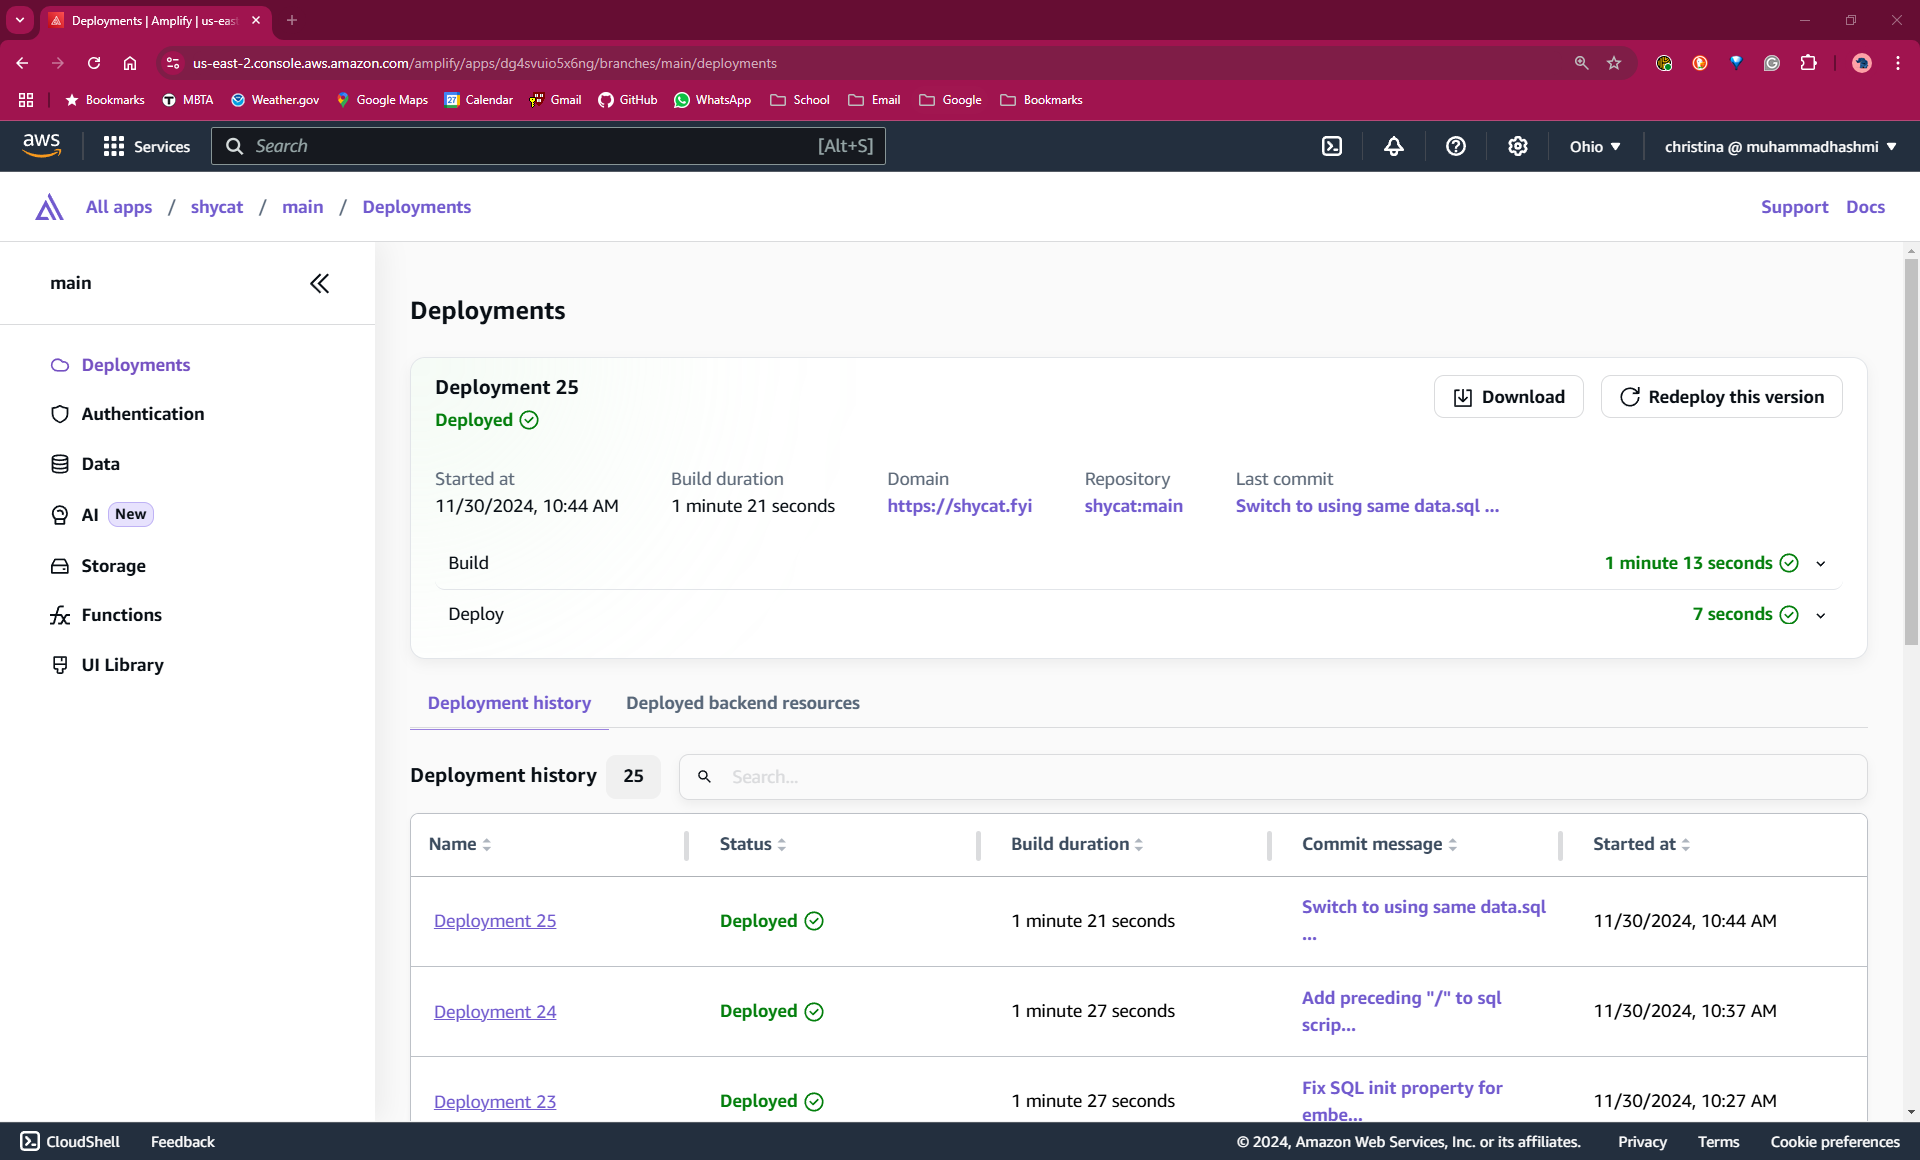 Deployments | Amplify | us-east
us-east-2.console.aws.amazon.com/amplify/apps/dg4svuio5x6ng/branches/main/deployments
Bookmarks MBTA Weather.gov Google Maps Calendar Gmail GitHub WhatsApp School Email Google Bookmarks
aws Services Search [Alt+S] Ohio christina @ muhammadhashmi
All apps / shycat / main / Deployments Support Docs
main
Deployments
Authentication
Data
AI New
Storage
Functions
UI Library
Deployments
Deployment 25
Deployed
Download Redeploy this version
Started at Build duration Domain Repository Last commit
11/30/2024, 10:44 AM 1 minute 21 seconds https://shycat.fyi shycat:main Switch to using same data.sql ...
Build 1 minute 13 seconds
Deploy 7 seconds
Deployment history Deployed backend resources
Deployment history 25 Search...
Name Status Build duration Commit message Started at
Deployment 25 Deployed 1 minute 21 seconds Switch to using same data.sql 11/30/2024, 10:44 AM
...
Deployment 24 Deployed 1 minute 27 seconds Add preceding "/" to sql 11/30/2024, 10:37 AM
scrip...
Deployment 23 Deployed 1 minute 27 seconds Fix SQL init property for 11/30/2024, 10:27 AM
embe...
CloudShell Feedback © 2024, Amazon Web Services, Inc. or its affiliates. Privacy Terms Cookie preferences